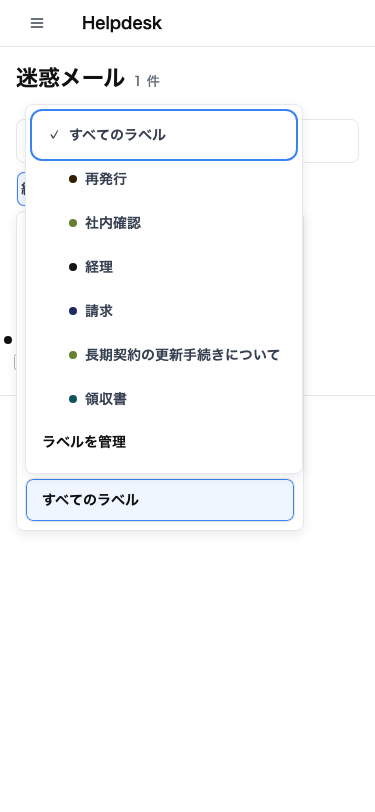 Helpdesk
迷惑メール 1 件
✓ すべてのラベル
再発行
社内確認
経理
請求
長期契約の更新手続きについて
領収書
ラベルを管理
すべてのラベル